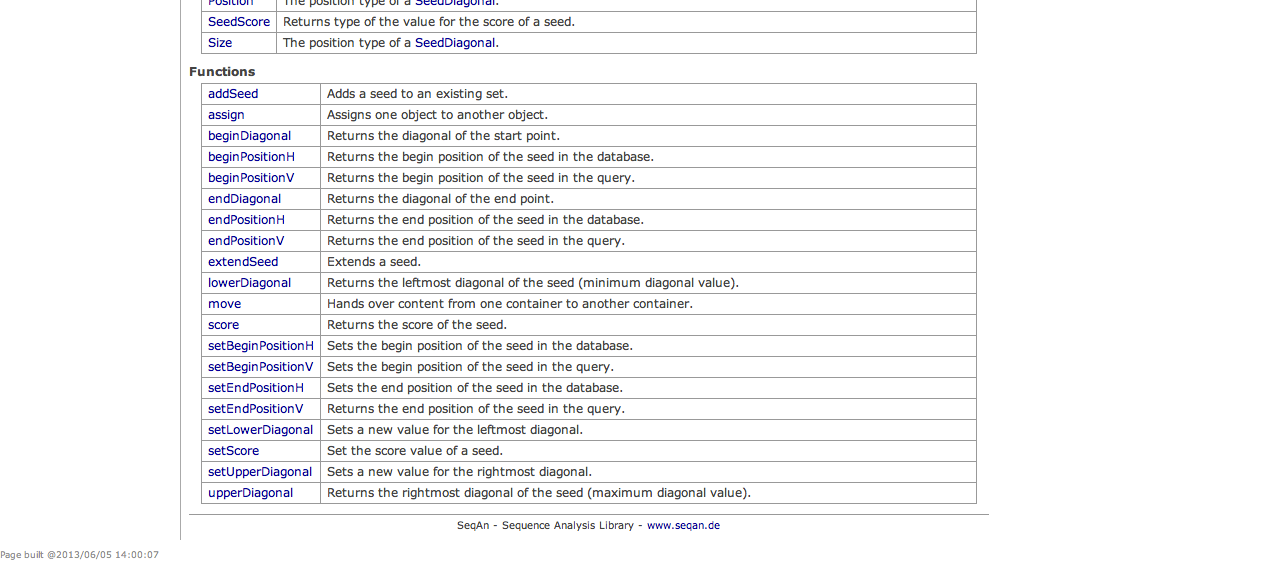 Position The position type of a SeedDiagonal.
SeedScore Returns type of the value for the score of a seed.
Size The position type of a SeedDiagonal.
Functions
addSeed Adds a seed to an existing set.
assign Assigns one object to another object.
beginDiagonal Returns the diagonal of the start point.
beginPositionH Returns the begin position of the seed in the database.
beginPositionV Returns the begin position of the seed in the query.
endDiagonal Returns the diagonal of the end point.
endPositionH Returns the end position of the seed in the database.
endPositionV Returns the end position of the seed in the query.
extendSeed Extends a seed.
lowerDiagonal Returns the leftmost diagonal of the seed (minimum diagonal value).
move Hands over content from one container to another container.
score Returns the score of the seed.
setBeginPositionH Sets the begin position of the seed in the database.
setBeginPositionV Sets the begin position of the seed in the query.
setEndPositionH Sets the end position of the seed in the database.
setEndPositionV Returns the end position of the seed in the query.
setLowerDiagonal Sets a new value for the leftmost diagonal.
setScore Set the score value of a seed.
setUpperDiagonal Sets a new value for the rightmost diagonal.
upperDiagonal Returns the rightmost diagonal of the seed (maximum diagonal value).
SeqAn - Sequence Analysis Library - www.seqan.de
Page built @2013/06/05 14:00:07